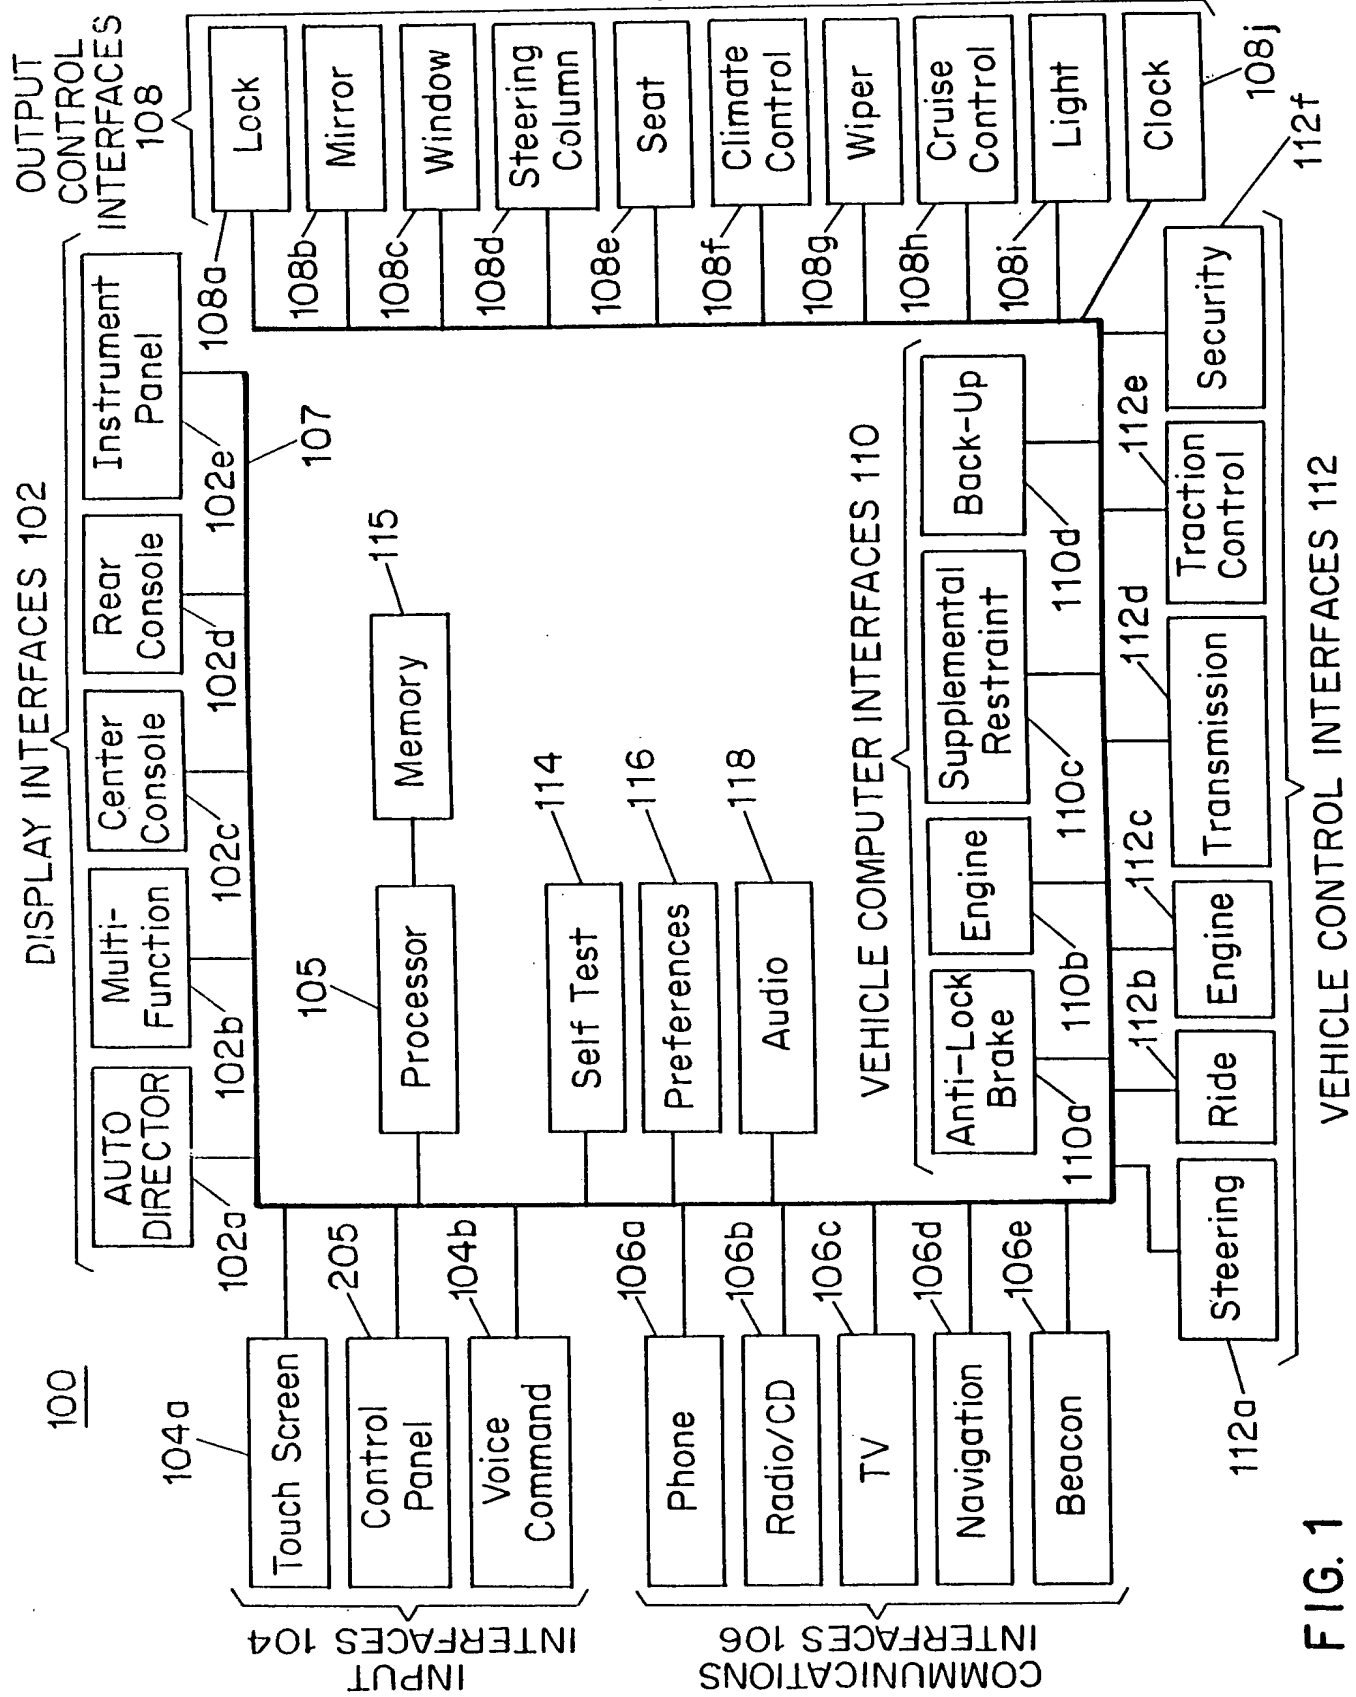 100
DISPLAY INTERFACES 102
AUTO
DIRECTOR
102a
Multi-
Function
102b
Center
Console
102c
Rear
Console
102d
Instrument
Panel
102e
107
OUTPUT
CONTROL
INTERFACES
108
Lock
108a
Mirror
108b
Window
108c
Steering
Column
108d
Seat
108e
Climate
Control
108f
Wiper
108g
Cruise
Control
108h
Light
108i
Clock
108j
104a
Touch Screen
205
Control
Panel
104b
Voice
Command
INPUT
INTERFACES 104
105
Processor
Memory
115
Self Test
114
Preferences
116
Audio
118
106a
Phone
106b
Radio/CD
106c
TV
106d
Navigation
106e
Beacon
COMMUNICATIONS
INTERFACES 106
VEHICLE COMPUTER INTERFACES 110
Anti-Lock
Brake
110a
Engine
110b
Supplemental
Restraint
110c
Back-Up
110d
112a
Steering
112b
Ride
112c
Engine
112d
Transmission
112e
Traction
Control
112f
Security
VEHICLE CONTROL INTERFACES 112
FIG. 1